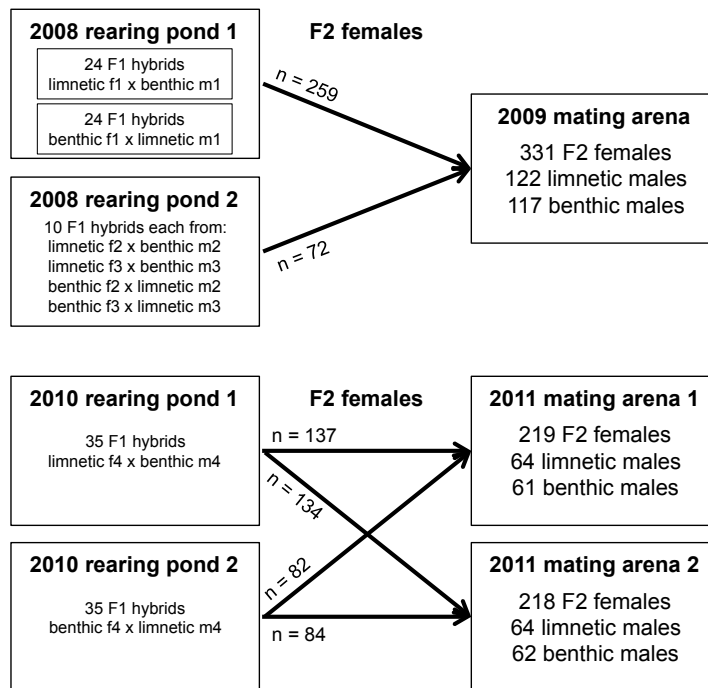 2008 rearing pond 1
24 F1 hybrids
limnetic f1 x benthic m1
24 F1 hybrids
benthic f1 x limnetic m1
2008 rearing pond 2
10 F1 hybrids each from:
limnetic f2 x benthic m2
limnetic f3 x benthic m3
benthic f2 x limnetic m2
benthic f3 x limnetic m3
F2 females
n = 259
n = 72
2009 mating arena
331 F2 females
122 limnetic males
117 benthic males
2010 rearing pond 1
35 F1 hybrids
limnetic f4 x benthic m4
2010 rearing pond 2
35 F1 hybrids
benthic f4 x limnetic m4
F2 females
n = 137
n = 134
n = 82
n = 84
2011 mating arena 1
219 F2 females
64 limnetic males
61 benthic males
2011 mating arena 2
218 F2 females
64 limnetic males
62 benthic males